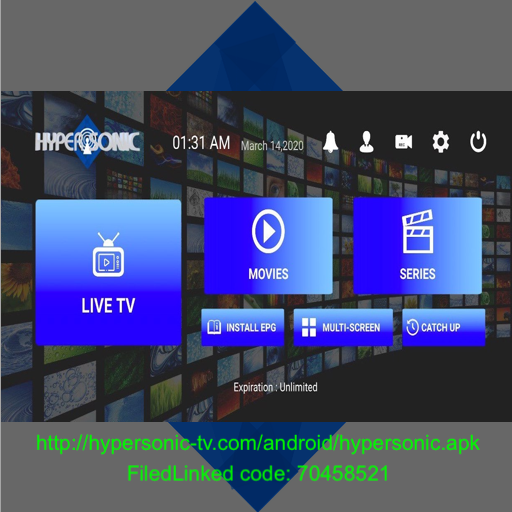 HYPERSONIC
01:31 AM March 14,2020
REC
LIVE TV
MOVIES
SERIES
INSTALL EPG
MULTI-SCREEN
CATCH UP
Expiration : Unlimited
http://hypersonic-tv.com/android/hypersonic.apk
FiledLinked code: 70458521